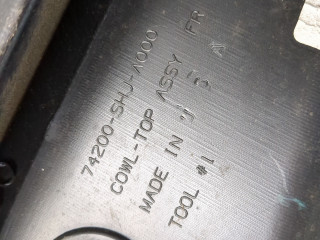 74200-SHJ-A000
COWL-TOP ASSY FR
MADE IN U S A
TOOL #1